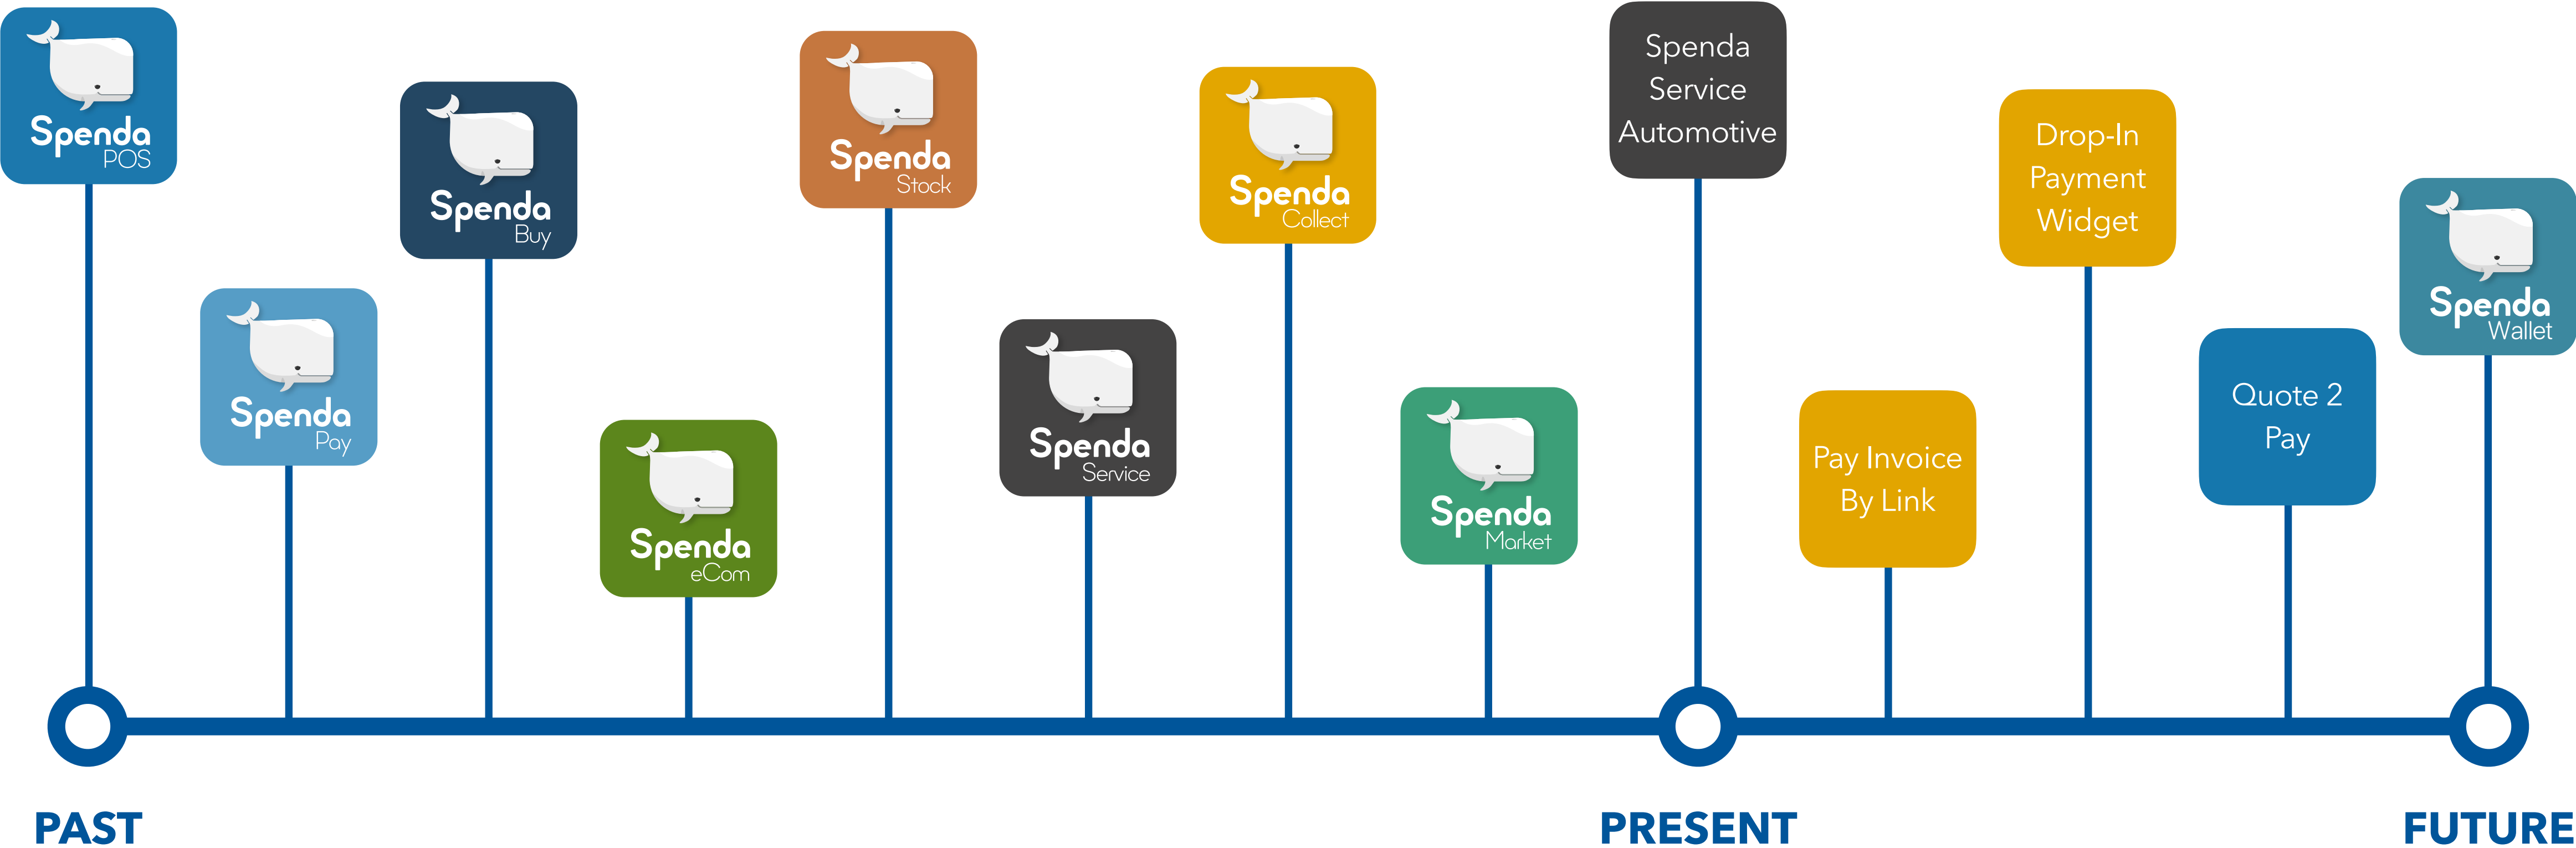 Spenda
POS
Spenda
Pay
Spenda
Buy
Spenda
eCom
Spenda
Stock
Spenda
Service
Spenda
Collect
Spenda
Market
Spenda
Service
Automotive
Pay Invoice
By Link
Drop-In
Payment
Widget
Quote 2
Pay
Spenda
Wallet
PAST
PRESENT
FUTURE